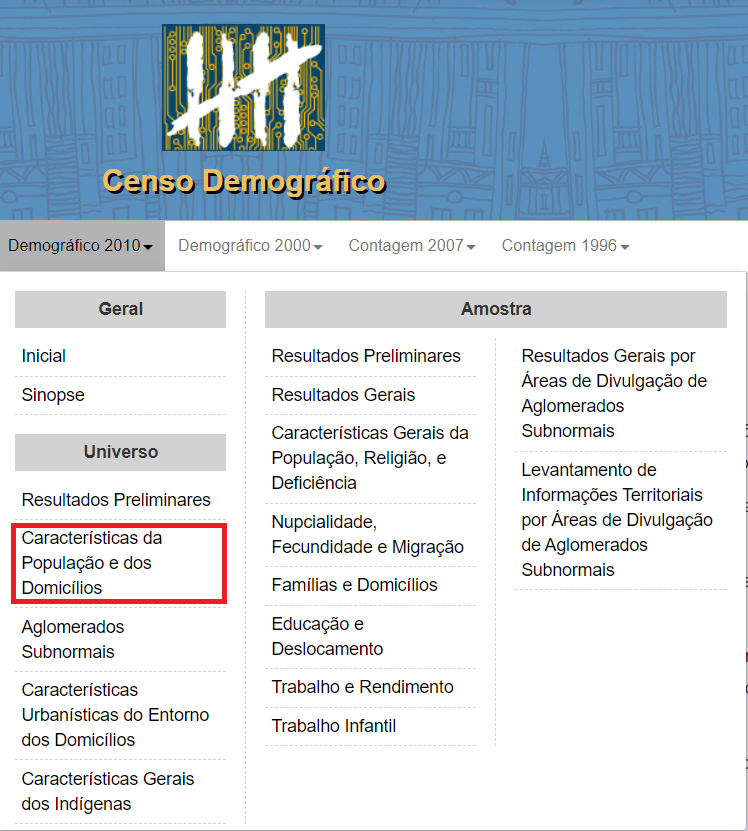 Censo Demográfico
Demográfico 2010
Demográfico 2000
Contagem 2007
Contagem 1996
Geral
Inicial
Sinopse
Universo
Resultados Preliminares
Características da
População e dos
Domicílios
Aglomerados
Subnormais
Características
Urbanísticas do Entorno
dos Domicílios
Características Gerais
dos Indígenas
Amostra
Resultados Preliminares
Resultados Gerais
Características Gerais da
População, Religião, e
Deficiência
Nupcialidade,
Fecundidade e Migração
Famílias e Domicílios
Educação e
Deslocamento
Trabalho e Rendimento
Trabalho Infantil
Resultados Gerais por
Áreas de Divulgação de
Aglomerados
Subnormais
Levantamento de
Informações Territoriais
por Áreas de Divulgação
de Aglomerados
Subnormais